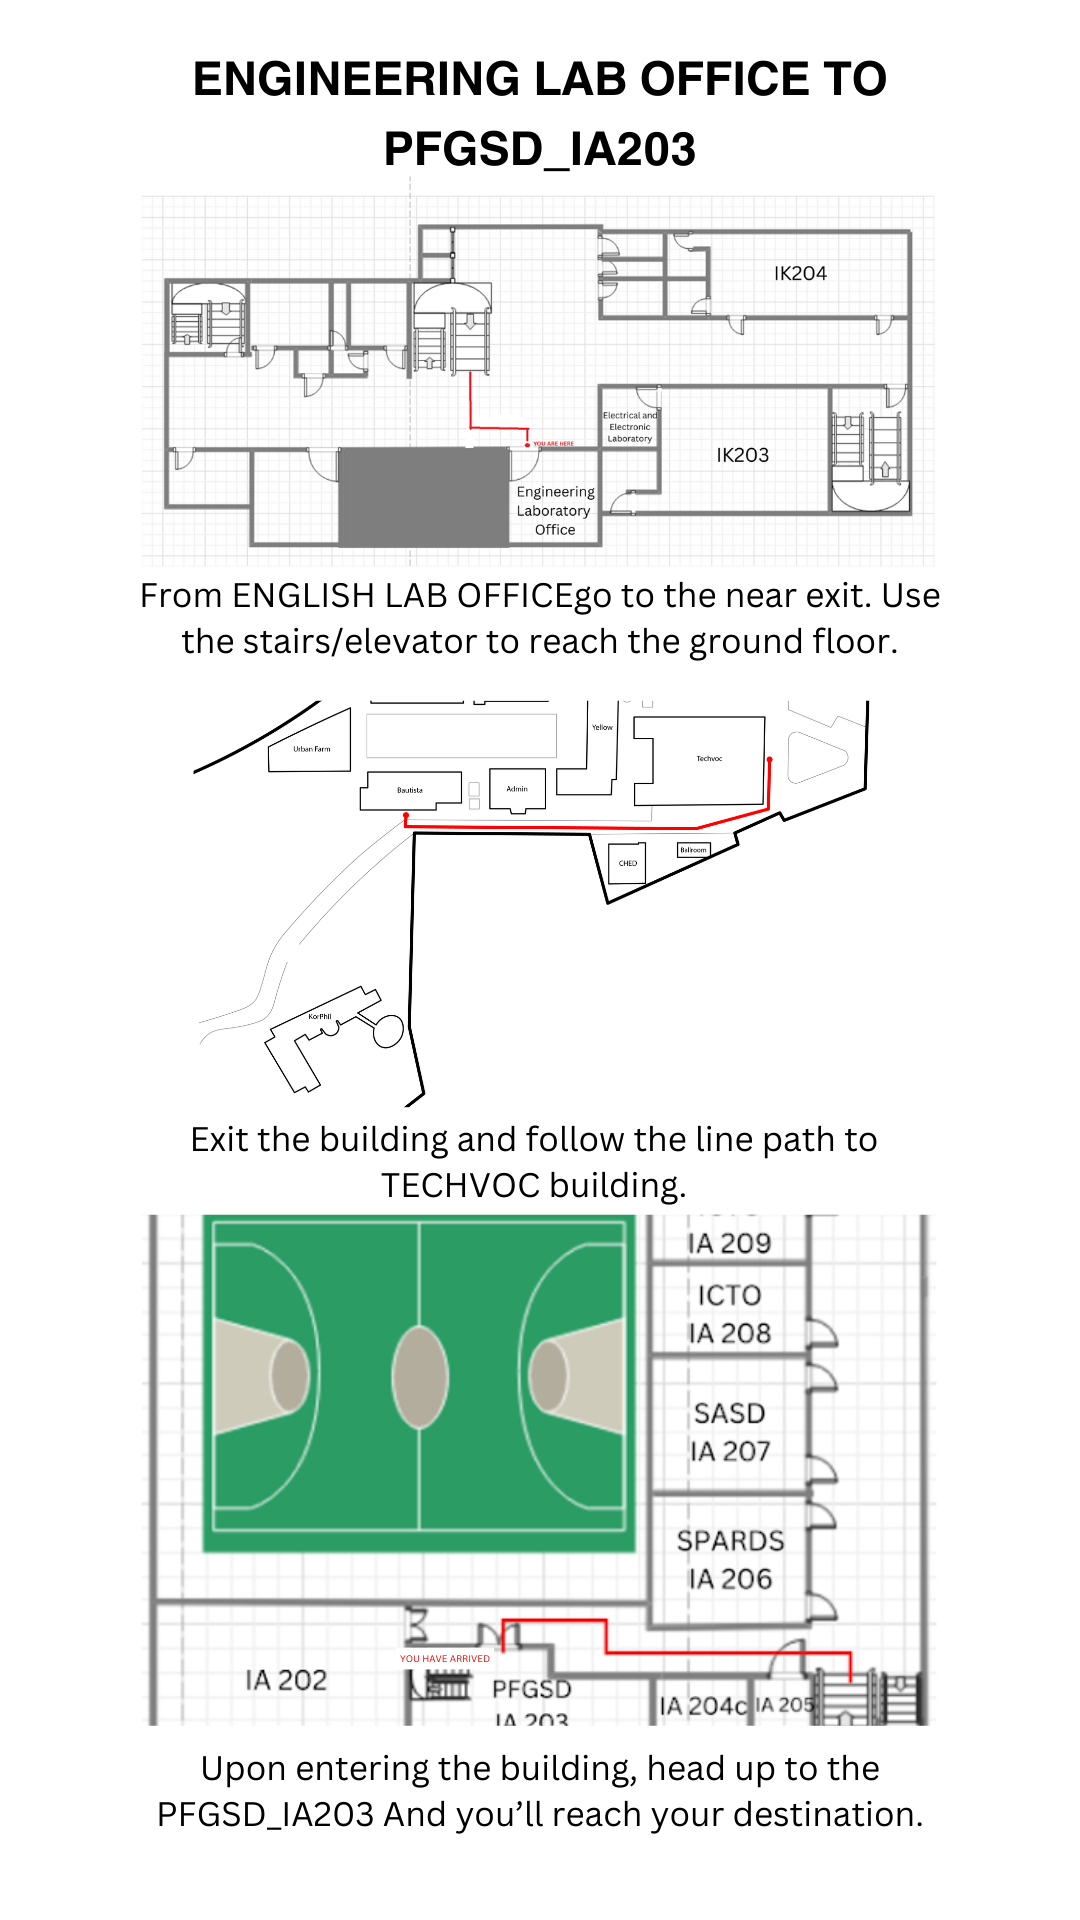 ENGINEERING LAB OFFICE TO
PFGSD_IA203
IK204
Electrical and
Electronic
Laboratory
YOU ARE HERE
IK203
Engineering
Laboratory
Office
From ENGLISH LAB OFFICEgo to the near exit. Use
the stairs/elevator to reach the ground floor.
Urban Farm
Yellow
Techvoc
Bautista
Admin
CHED
Ballroom
KorPhil
Exit the building and follow the line path to
TECHVOC building.
IA 209
ICTO
IA 208
SASD
IA 207
SPARDS
IA 206
YOU HAVE ARRIVED
IA 202
PFGSD
IA 203
IA 204c
IA 205
Upon entering the building, head up to the
PFGSD_IA203 And you’ll reach your destination.